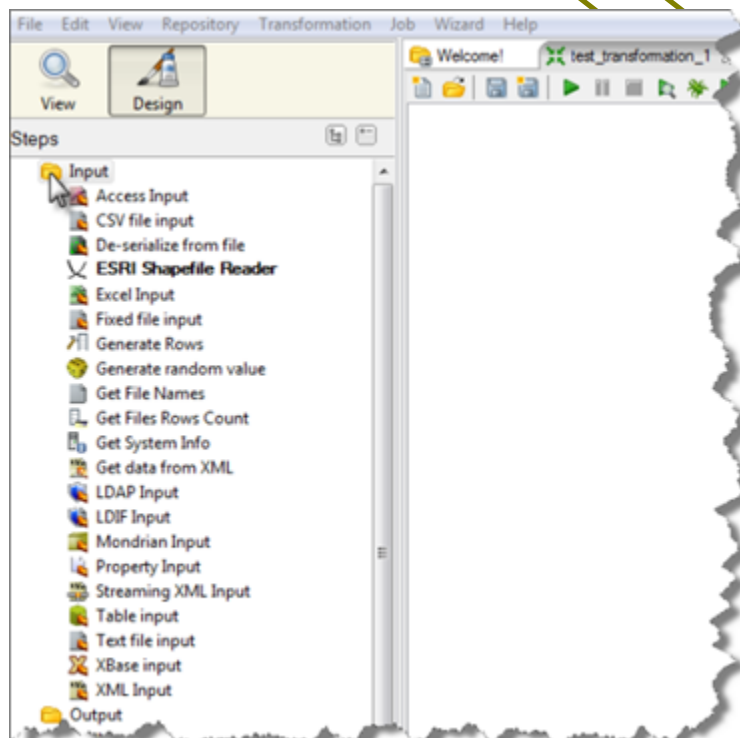 File Edit View Repository Transformation Job Wizard Help
View Design
Welcome! test_transformation_1
Steps
Input
Access Input
CSV file input
De-serialize from file
ESRI Shapefile Reader
Excel Input
Fixed file input
Generate Rows
Generate random value
Get File Names
Get Files Rows Count
Get System Info
Get data from XML
LDAP Input
LDIF Input
Mondrian Input
Property Input
Streaming XML Input
Table input
Text file input
XBase input
XML Input
Output